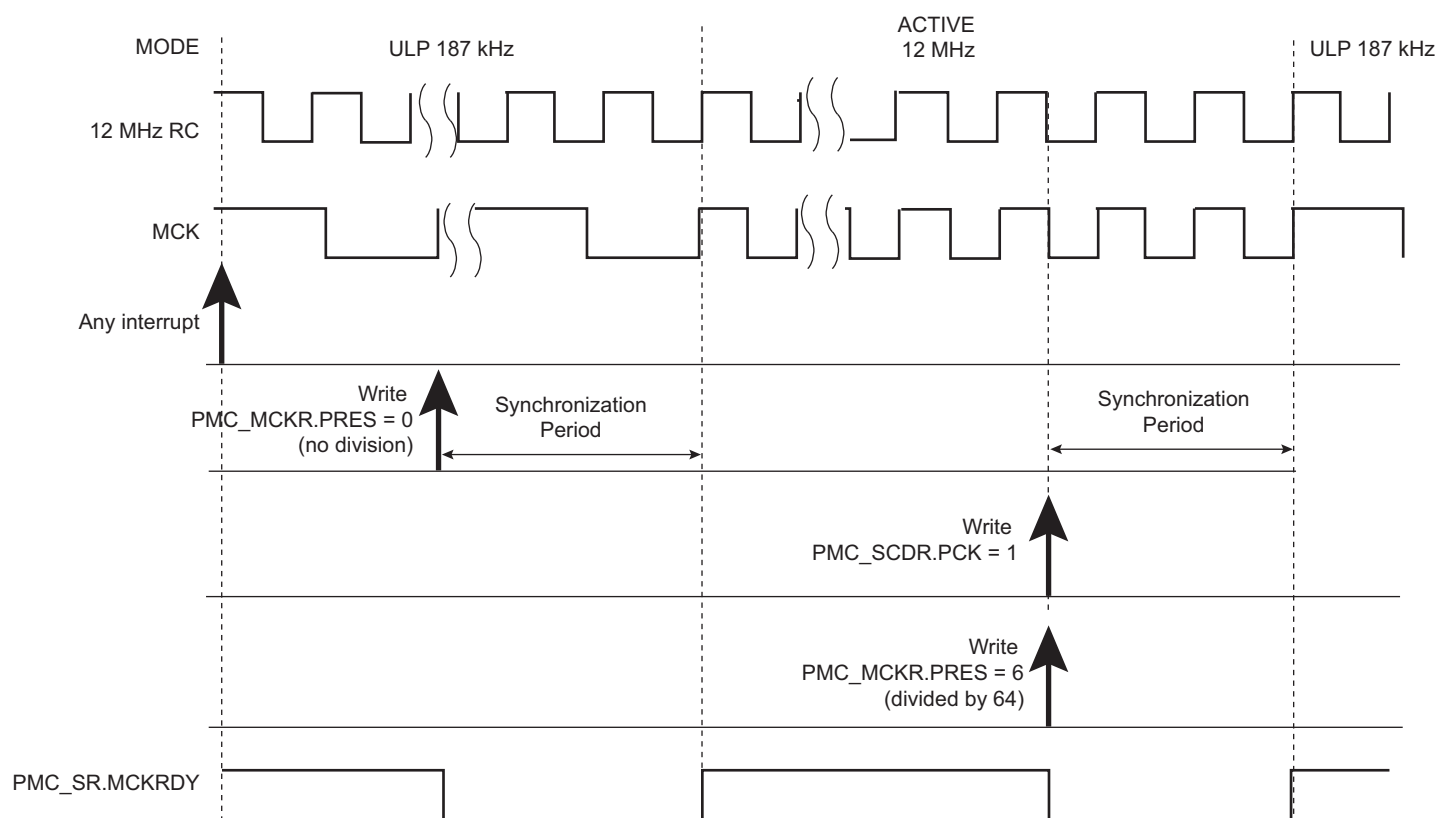 MODE
ULP 187 kHz
ACTIVE
12 MHz
ULP 187 kHz
12 MHz RC
MCK
Any interrupt
Write
PMC_MCKR.PRES = 0
(no division)
Synchronization
Period
Synchronization
Period
Write
PMC_SCDR.PCK = 1
Write
PMC_MCKR.PRES = 6
(divided by 64)
PMC_SR.MCKRDY